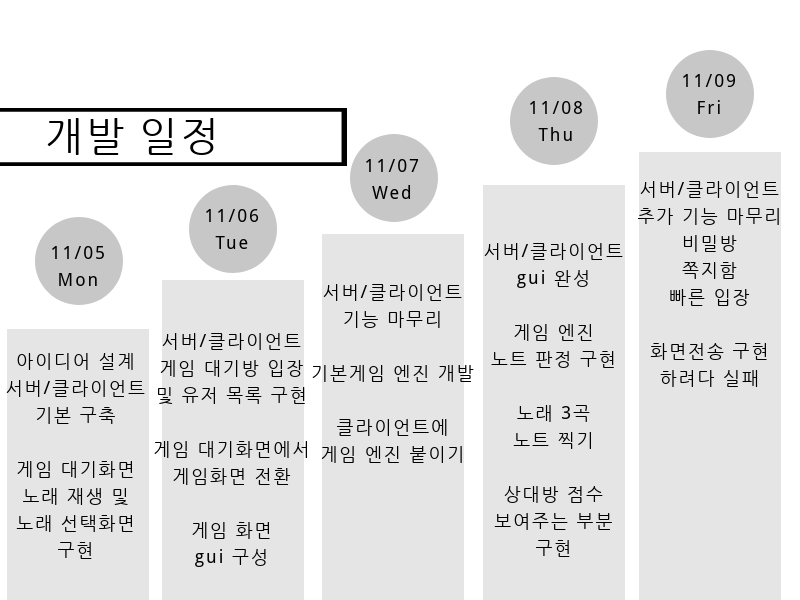 개발 일정
11/05
Mon
아이디어 설계
서버/클라이언트
기본 구축
게임 대기화면
노래 재생 및
노래 선택화면
구현
11/06
Tue
서버/클라이언트
게임 대기방 입장
및 유저 목록 구현
게임 대기화면에서
게임화면 전환
게임 화면
gui 구성
11/07
Wed
서버/클라이언트
기능 마무리
기본게임 엔진 개발
클라이언트에
게임 엔진 붙이기
11/08
Thu
서버/클라이언트
gui 완성
게임 엔진
노트 판정 구현
노래 3곡
노트 찍기
상대방 점수
보여주는 부분
구현
11/09
Fri
서버/클라이언트
추가 기능 마무리
비밀방
쪽지함
빠른 입장
화면전송 구현
하려다 실패